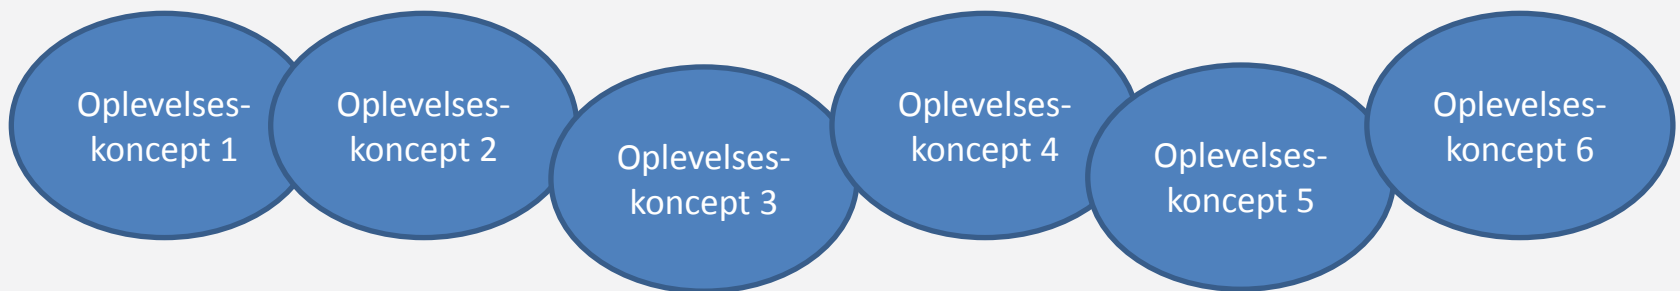 Oplevelses-
koncept 1
Oplevelses-
koncept 2
Oplevelses-
koncept 3
Oplevelses-
koncept 4
Oplevelses-
koncept 5
Oplevelses-
koncept 6